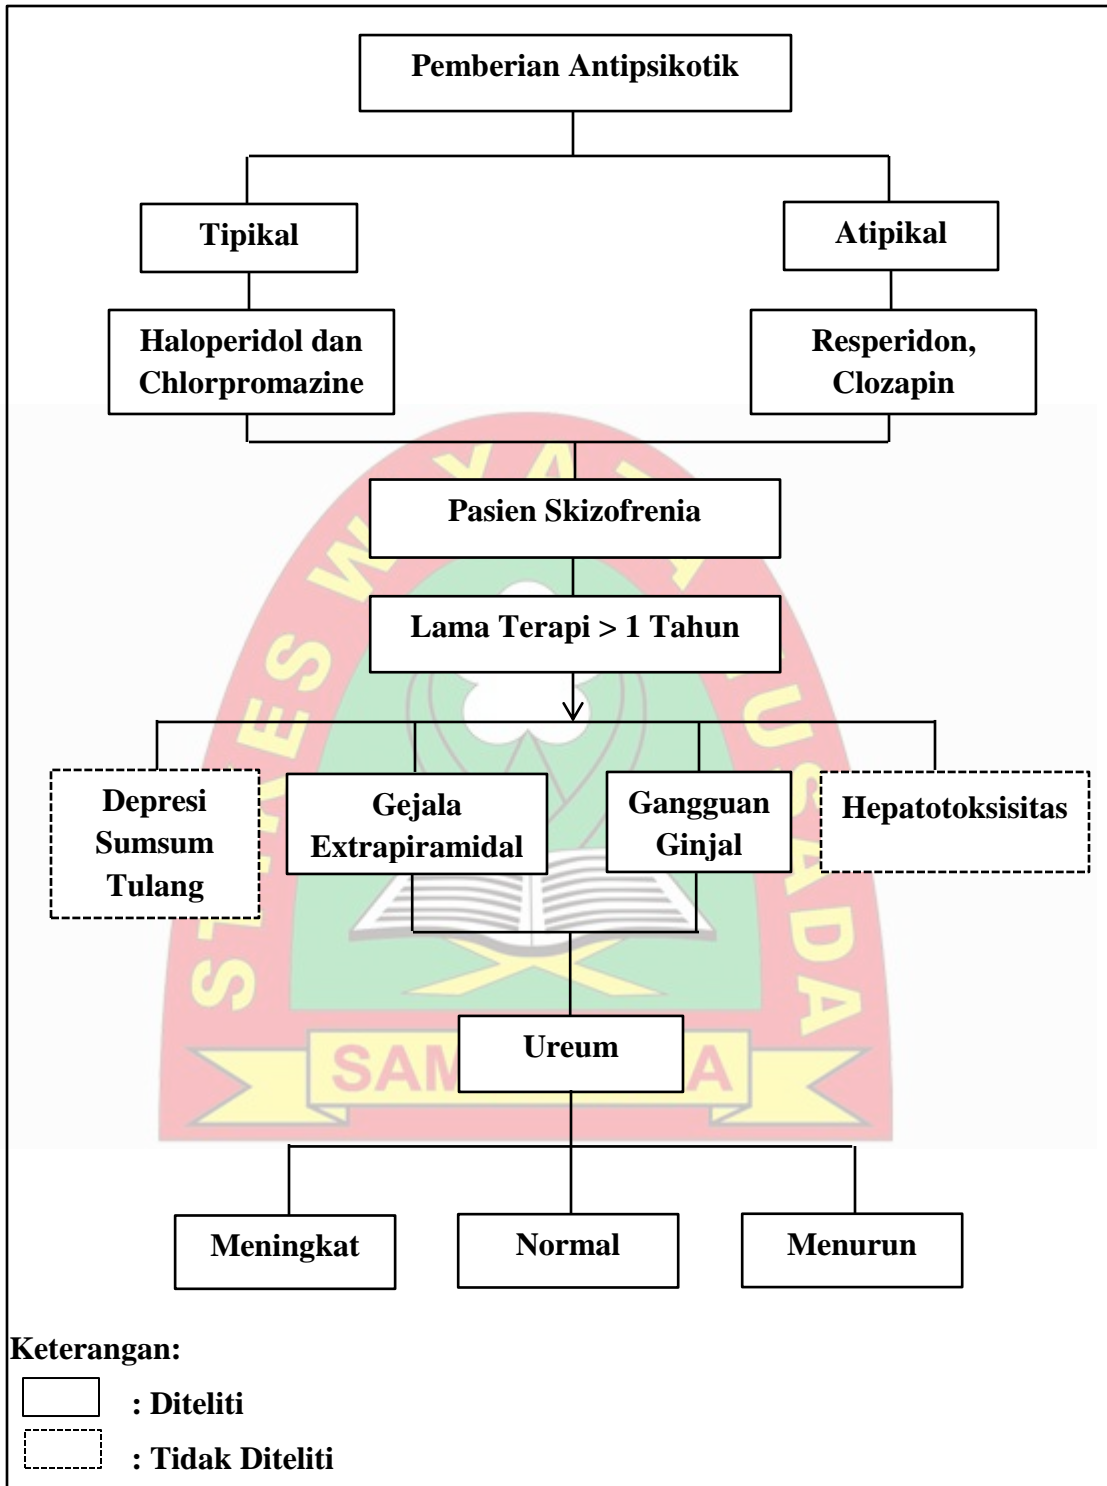 Pemberian Antipsikotik
Tipikal
Atipikal
Haloperidol dan
Chlorpromazine
Resperidon,
Clozapin
Pasien Skizofrenia
Lama Terapi > 1 Tahun
Depresi
Sumsum
Tulang
Gejala
Extrapiramidal
Gangguan
Ginjal
Hepatotoksisitas
Ureum
Meningkat
Normal
Menurun
Keterangan:
: Diteliti
: Tidak Diteliti